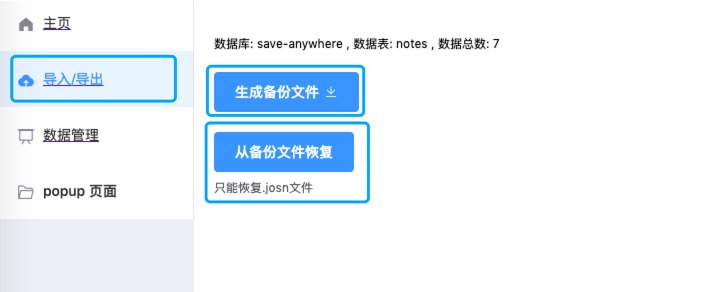 主页
导入/导出
数据管理
popup 页面
数据库: save-anywhere , 数据表: notes , 数据总数: 7
生成备份文件
从备份文件恢复
只能恢复.josn文件